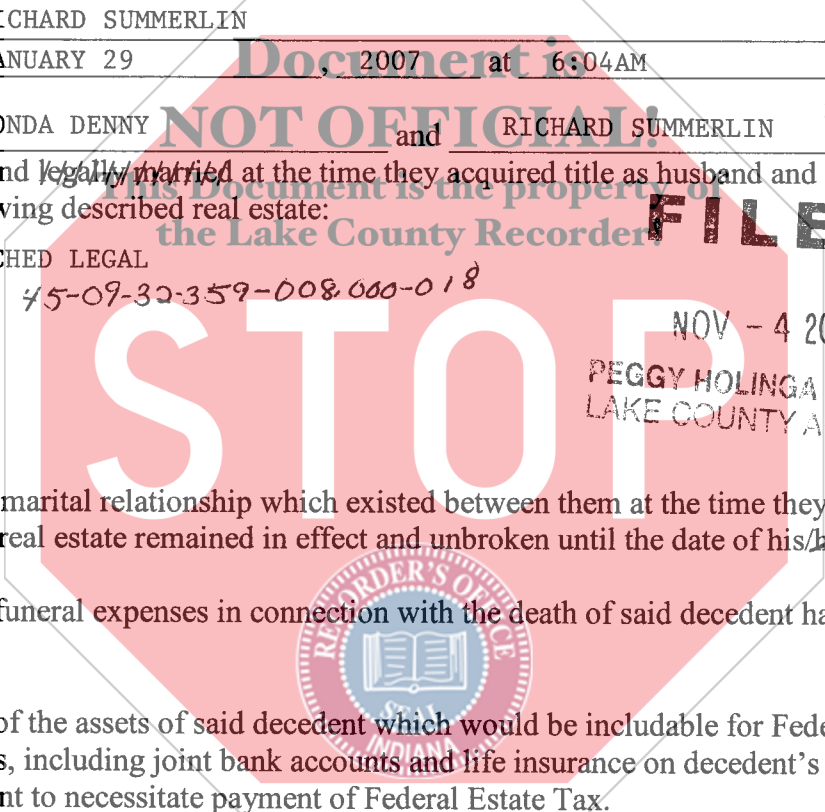 ICHARD SUMMERLIN
ANUARY 29 , 2007 at 6:04AM
Document is
NOT OFFICIAL!
This Document is the property of
the Lake County Recorder!
ONDA DENNY and RICHARD SUMMERLIN
nd legally married at the time they acquired title as husband and
ving described real estate:
FILE
CHED LEGAL
45-09-32-359-008.000-018
NOV - 4 20
PEGGY HOLINGA
LAKE COUNTY A
STOP
marital relationship which existed between them at the time they
real estate remained in effect and unbroken until the date of his/h
RECORDER'S OFFICE
funeral expenses in connection with the death of said decedent ha
SEAL
INDIANA
of the assets of said decedent which would be includable for Fede
s, including joint bank accounts and life insurance on decedent's
nt to necessitate payment of Federal Estate Tax.